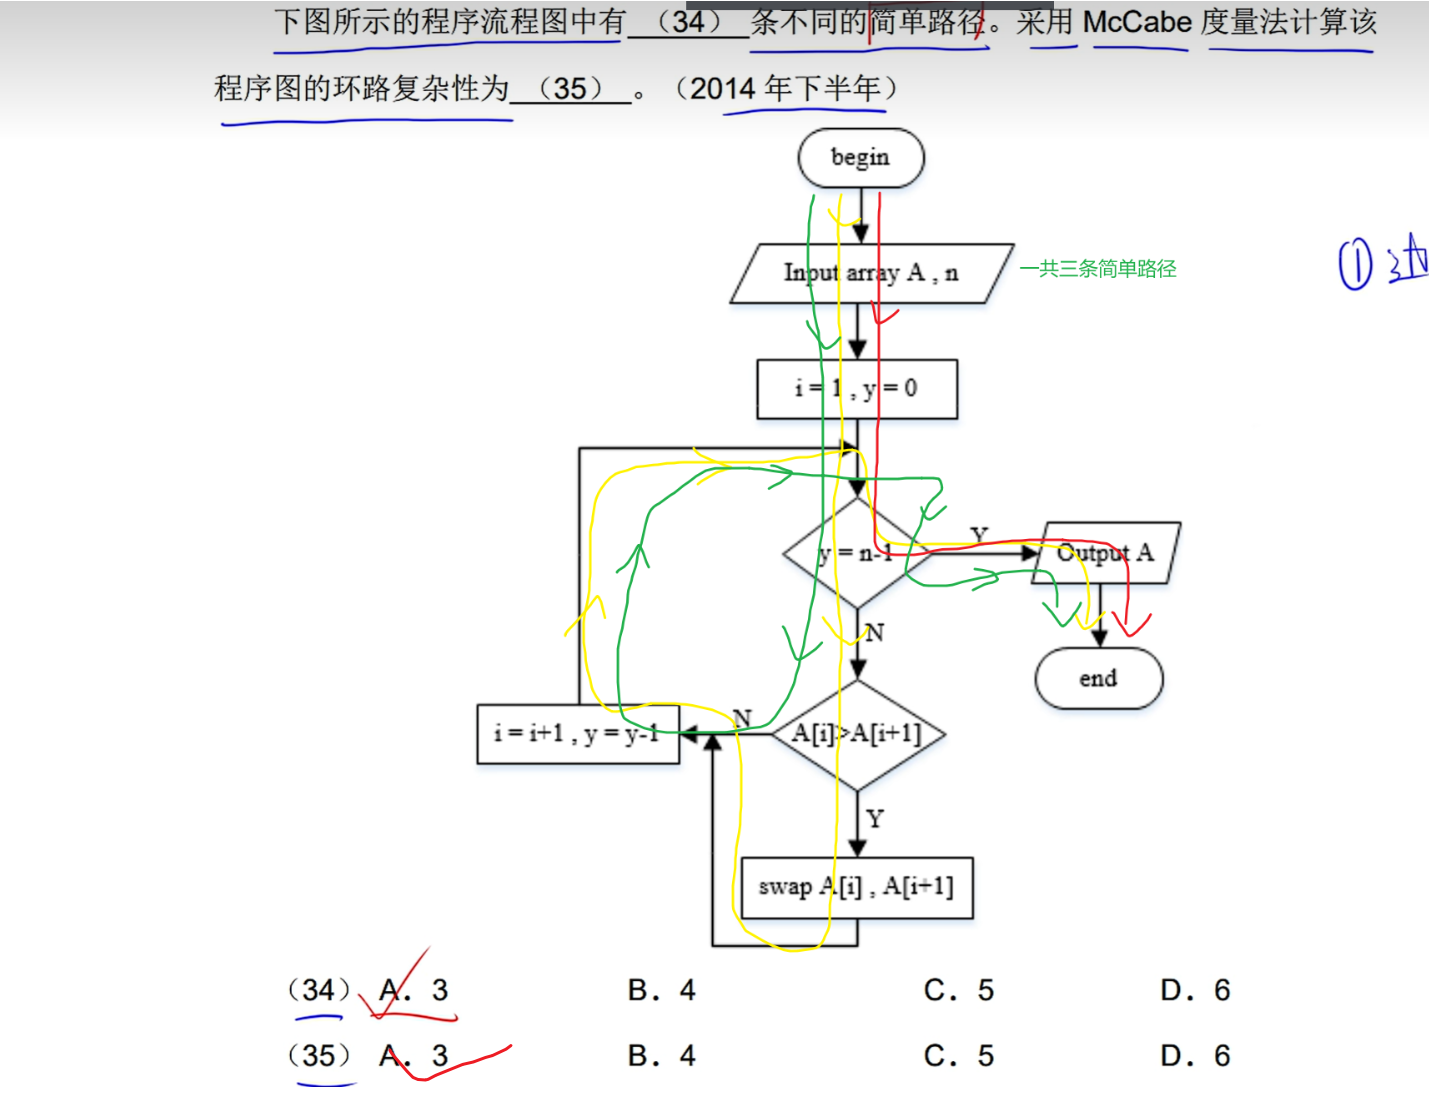 下图所示的程序流程图中有 （34） 条不同的简单路径。采用 McCabe 度量法计算该
程序图的环路复杂性为 （35） 。（2014 年下半年）
begin
Input array A , n
一共三条简单路径
①边
i = 1 , y = 0
y = n-1
Y
Output A
N
end
i = i+1 , y = y-1
N
A[i]>A[i+1]
Y
swap A[i] , A[i+1]
（34） A. 3 B. 4 C. 5 D. 6
（35） A. 3 B. 4 C. 5 D. 6